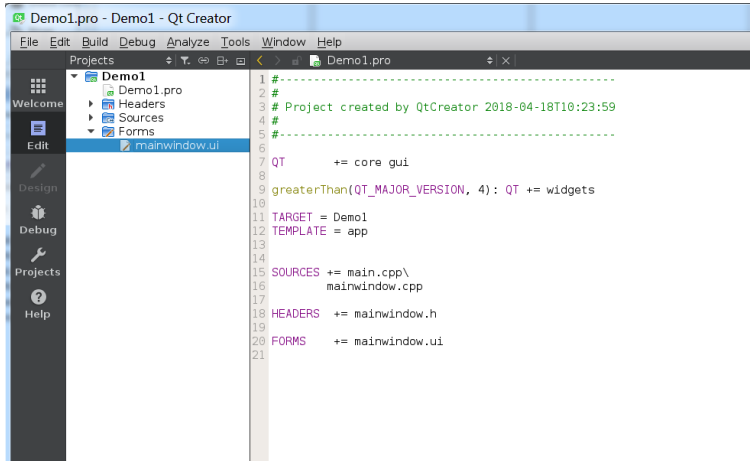 Demo1.pro - Demo1 - Qt Creator
File Edit Build Debug Analyze Tools Window Help
Projects
Demo1.pro
Welcome
Edit
Design
Debug
Projects
Help
Demo1
Demo1.pro
Headers
Sources
Forms
mainwindow.ui
1 #-------------------------------------------------
2 #
3 # Project created by QtCreator 2018-04-18T10:23:59
4 #
5 #-------------------------------------------------
6
7 QT       += core gui
8
9 greaterThan(QT_MAJOR_VERSION, 4): QT += widgets
10
11 TARGET = Demo1
12 TEMPLATE = app
13
14
15 SOURCES += main.cpp\
16         mainwindow.cpp
17
18 HEADERS  += mainwindow.h
19
20 FORMS    += mainwindow.ui
21